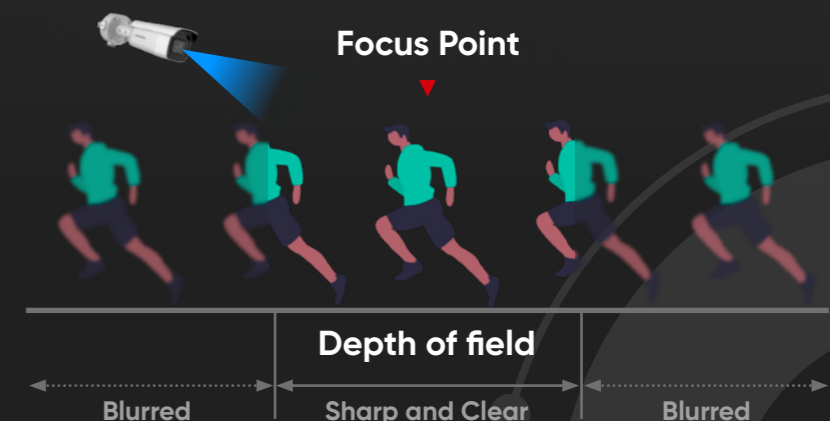 Focus Point
Depth of field
Blurred
Sharp and Clear
Blurred